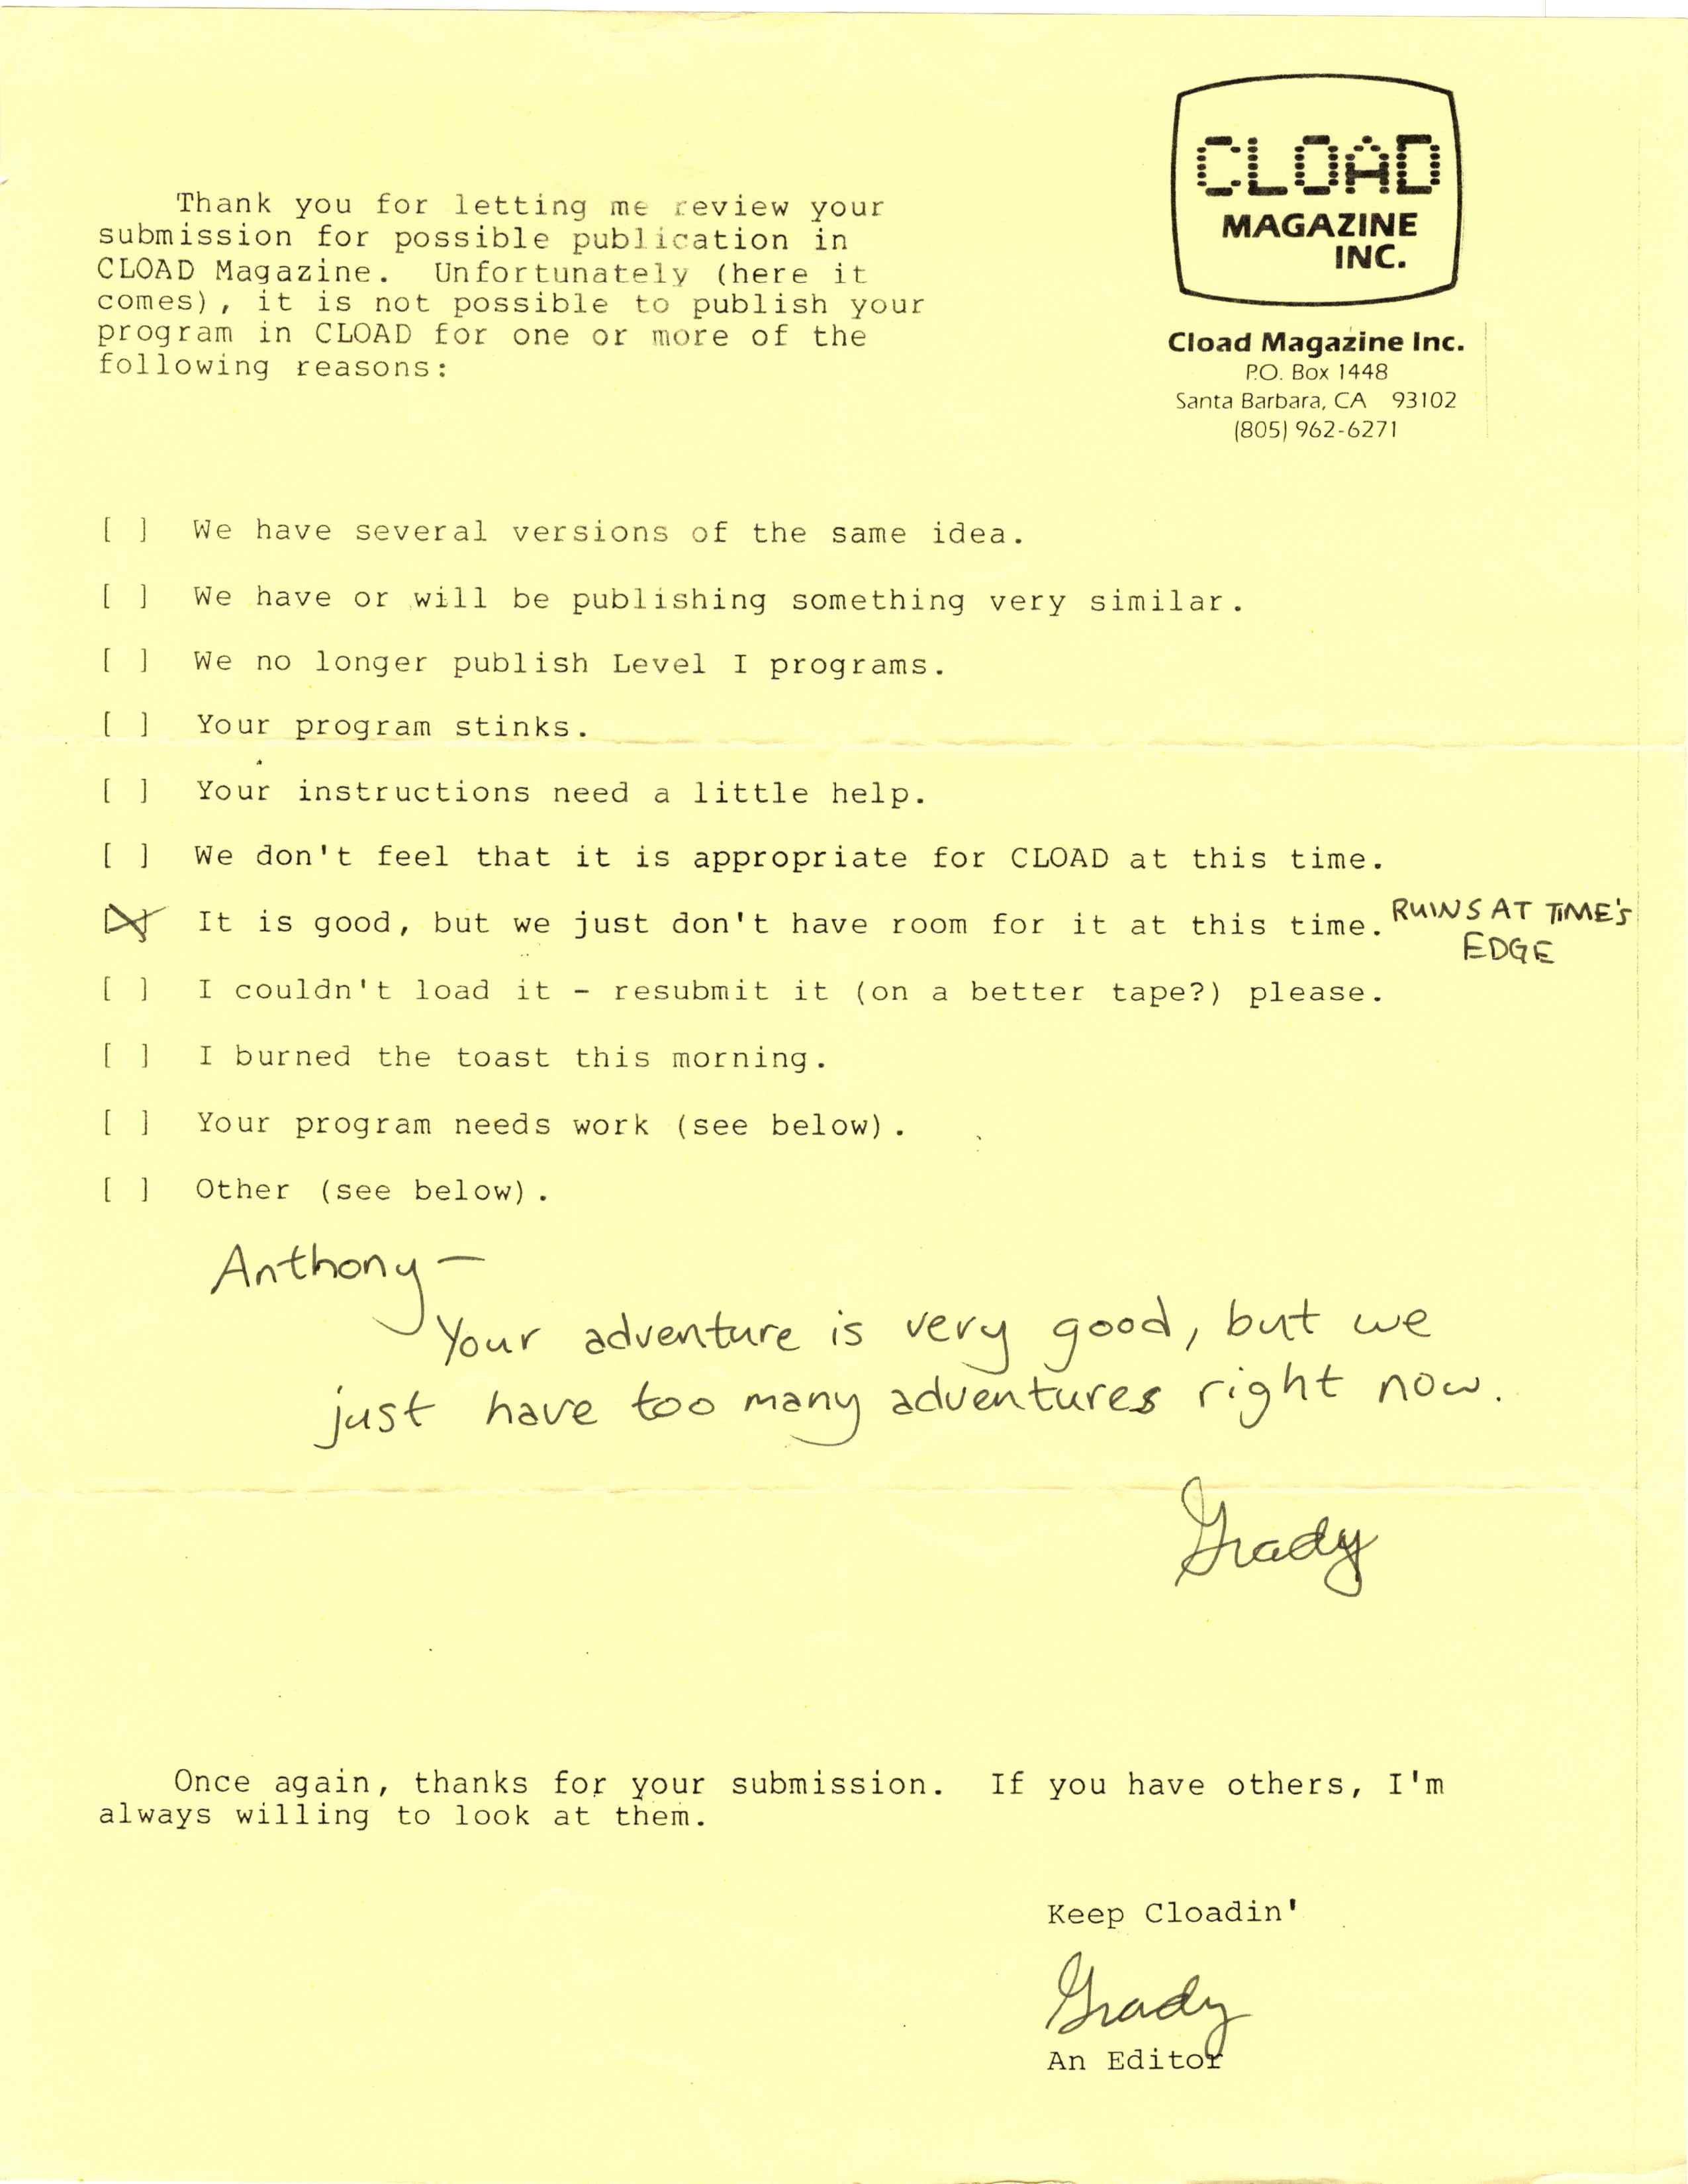 Thank you for letting me review your
submission for possible publication in
CLOAD Magazine.  Unfortunately (here it
comes), it is not possible to publish your
program in CLOAD for one or more of the
following reasons:
CLOAD
MAGAZINE
INC.
Cload Magazine Inc.
P.O. Box 1448
Santa Barbara, CA  93102
(805) 962-6271
[ ]  We have several versions of the same idea.
[ ]  We have or will be publishing something very similar.
[ ]  We no longer publish Level I programs.
[ ]  Your program stinks.
[ ]  Your instructions need a little help.
[ ]  We don't feel that it is appropriate for CLOAD at this time.
[X]  It is good, but we just don't have room for it at this time. RUINS AT TIME'S
EDGE
[ ]  I couldn't load it - resubmit it (on a better tape?) please.
[ ]  I burned the toast this morning.
[ ]  Your program needs work (see below).
[ ]  Other (see below).
Anthony —
Your adventure is very good, but we
just have too many adventures right now.
Grady
Once again, thanks for your submission.  If you have others, I'm
always willing to look at them.
Keep Cloadin'
Grady
An Editor